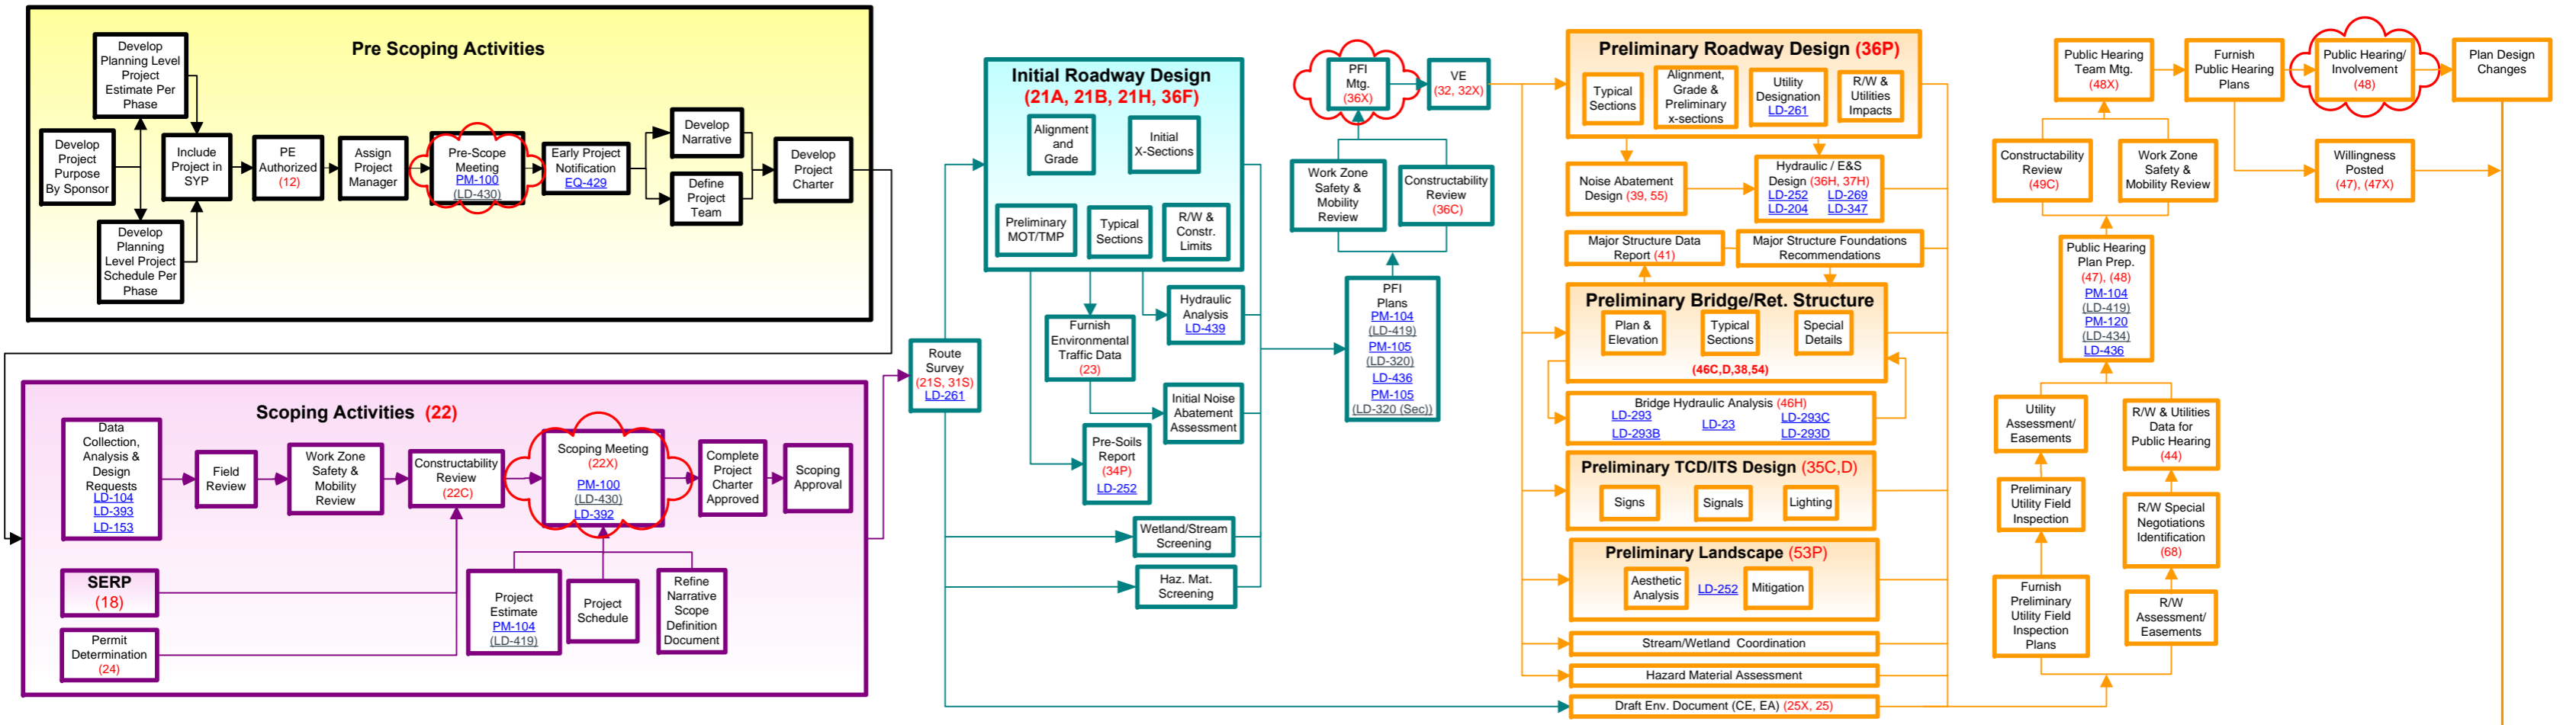 Pre Scoping Activities
Develop
Planning Level
Project
Estimate Per
Phase
Develop
Project
Purpose
By Sponsor
Develop
Planning
Level Project
Schedule Per
Phase
Include
Project in
SYP
PE
Authorized
(12)
Assign
Project
Manager
Pre-Scope
Meeting
PM-100
(LD-430)
Early Project
Notification
EQ-429
Develop
Narrative
Define
Project
Team
Develop
Project
Charter
Scoping Activities (22)
Data
Collection,
Analysis &
Design
Requests
LD-104
LD-393
LD-153
Field
Review
Work Zone
Safety &
Mobility
Review
Constructability
Review
(22C)
Scoping Meeting
(22X)
PM-100
(LD-430)
LD-392
Complete
Project
Charter
Approved
Scoping
Approval
SERP
(18)
Permit
Determination
(24)
Project
Estimate
PM-104
(LD-419)
Project
Schedule
Refine
Narrative
Scope
Definition
Document
Route
Survey
(21S, 31S)
LD-261
Initial Roadway Design
(21A, 21B, 21H, 36F)
Alignment
and
Grade
Initial
X-Sections
Preliminary
MOT/TMP
Typical
Sections
R/W &
Constr.
Limits
Furnish
Environmental
Traffic Data
(23)
Hydraulic
Analysis
LD-439
Initial Noise
Abatement
Assessment
Pre-Soils
Report
(34P)
LD-252
Wetland/Stream
Screening
Haz. Mat.
Screening
PFI
Mtg.
(36X)
VE
(32, 32X)
Work Zone
Safety &
Mobility
Review
Constructability
Review
(36C)
PFI
Plans
PM-104
(LD-419)
PM-105
(LD-320)
LD-436
PM-105
(LD-320 (Sec))
Preliminary Roadway Design (36P)
Typical
Sections
Alignment,
Grade &
Preliminary
x-sections
Utility
Designation
LD-261
R/W &
Utilities
Impacts
Noise Abatement
Design (39, 55)
Hydraulic / E&S
Design (36H, 37H)
LD-252 LD-269
LD-204 LD-347
Major Structure Data
Report (41)
Major Structure Foundations
Recommendations
Preliminary Bridge/Ret. Structure
Plan &
Elevation
Typical
Sections
Special
Details
(46C,D,38,54)
Bridge Hydraulic Analysis (46H)
LD-293 LD-23 LD-293C
LD-293B LD-293D
Preliminary TCD/ITS Design (35C,D)
Signs
Signals
Lighting
Preliminary Landscape (53P)
Aesthetic
Analysis
LD-252
Mitigation
Stream/Wetland Coordination
Hazard Material Assessment
Draft Env. Document (CE, EA) (25X, 25)
Public Hearing
Team Mtg.
(48X)
Furnish
Public Hearing
Plans
Public Hearing/
Involvement
(48)
Plan Design
Changes
Constructability
Review
(49C)
Work Zone
Safety &
Mobility Review
Willingness
Posted
(47), (47X)
Public Hearing
Plan Prep.
(47), (48)
PM-104
(LD-419)
PM-120
(LD-434)
LD-436
Utility
Assessment/
Easements
R/W & Utilities
Data for
Public Hearing
(44)
Preliminary
Utility Field
Inspection
R/W Special
Negotiations
Identification
(68)
Furnish
Preliminary
Utility Field
Inspection
Plans
R/W
Assessment/
Easements